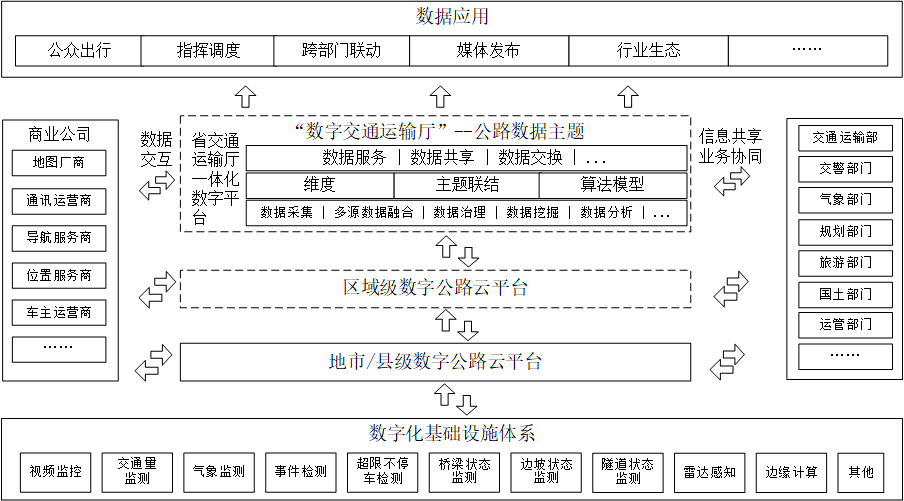 数据应用
公众出行
指挥调度
跨部门联动
媒体发布
行业生态
……
商业公司
地图厂商
通讯运营商
导航服务商
位置服务商
车主运营商
……
数据
交互
省交通
运输厅
一体化
数字平
台
“数字交通运输厅”--公路数据主题
数据服务 | 数据共享 | 数据交换 | ...
维度
主题联结
算法模型
数据采集 | 多源数据融合 | 数据治理 | 数据挖掘 | 数据分析 | ...
信息共享
业务协同
交通运输部
交警部门
气象部门
规划部门
旅游部门
国土部门
运管部门
……
区域级数字公路云平台
地市/县级数字公路云平台
数字化基础设施体系
视频监控
交通量
监测
气象监测
事件检测
超限不停
车检测
桥梁状态
监测
边坡状态
监测
隧道状态
监测
雷达感知
边缘计算
其他